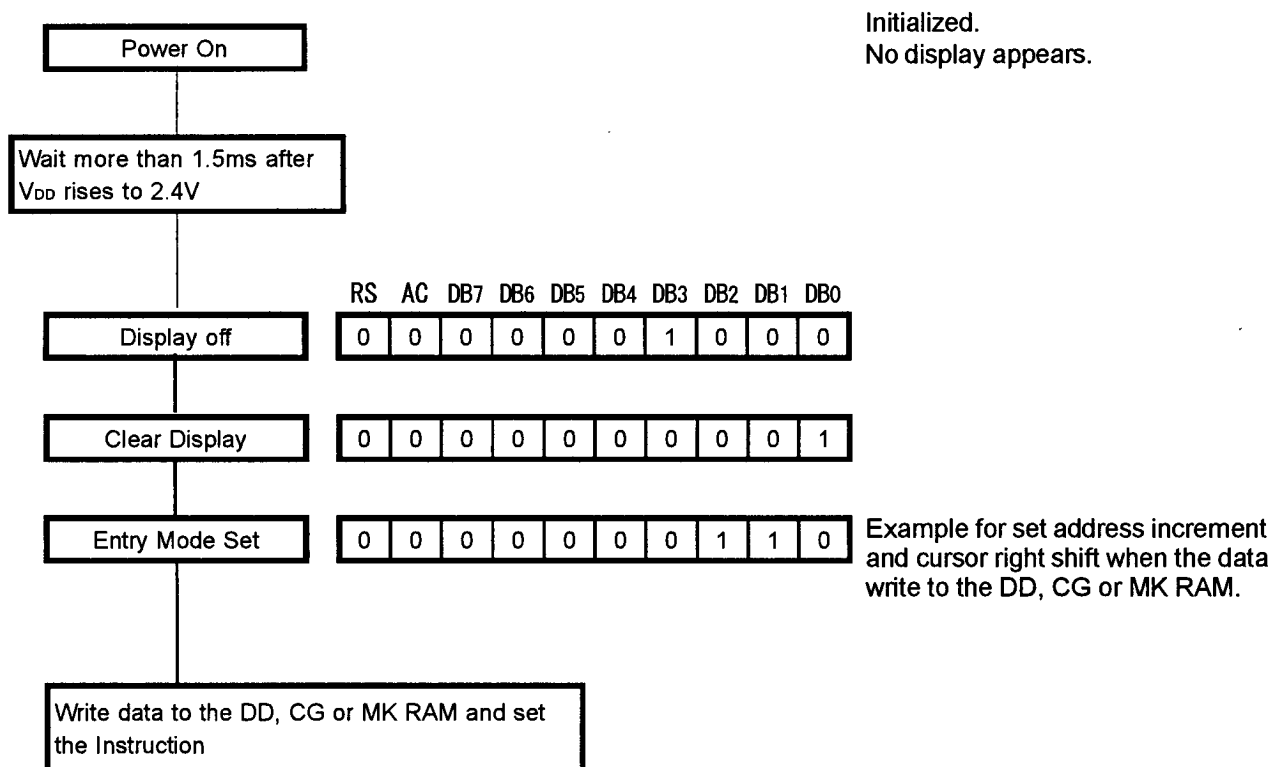 Power On
Initialized.
No display appears.
Wait more than 1.5ms after
VDD rises to 2.4V
RS AC DB7 DB6 DB5 DB4 DB3 DB2 DB1 DB0
Display off 0 0 0 0 0 0 1 0 0 0
Clear Display 0 0 0 0 0 0 0 0 0 1
Entry Mode Set 0 0 0 0 0 0 0 1 1 0
Example for set address increment
and cursor right shift when the data
write to the DD, CG or MK RAM.
Write data to the DD, CG or MK RAM and set
the Instruction